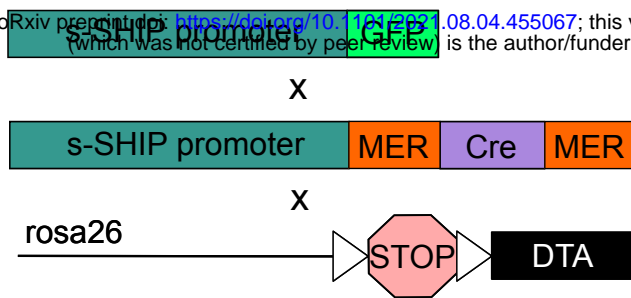 oRxiv preprint doi: https://doi.org/10.1101/2021.08.04.455067; this v
(which was not certified by peer review) is the author/funder
s-SHIP promoter GFP
x
s-SHIP promoter MER Cre MER
x
rosa26
STOP DTA